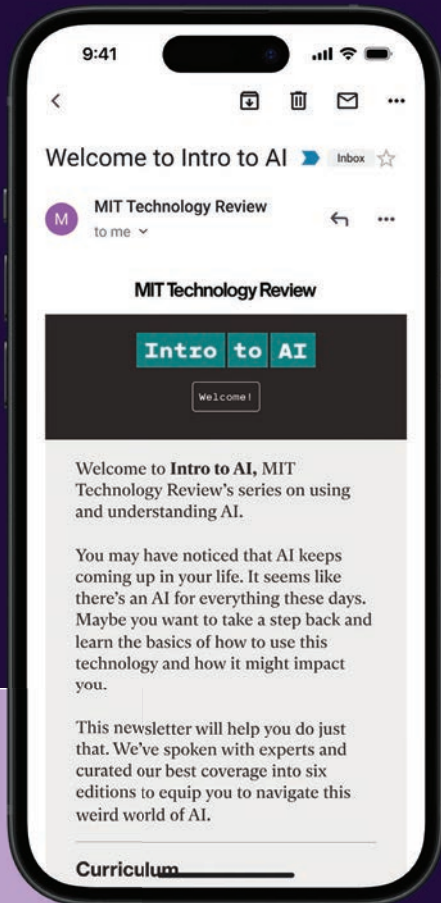 9:41
Welcome to Intro to AI Inbox
M
MIT Technology Review
to me
MIT Technology Review
Intro to AI
Welcome!
Welcome to Intro to AI, MIT
Technology Review's series on using
and understanding AI.
You may have noticed that AI keeps
coming up in your life. It seems like
there's an AI for everything these days.
Maybe you want to take a step back and
learn the basics of how to use this
technology and how it might impact
you.
This newsletter will help you do just
that. We've spoken with experts and
curated our best coverage into six
editions to equip you to navigate this
weird world of AI.
Curriculum